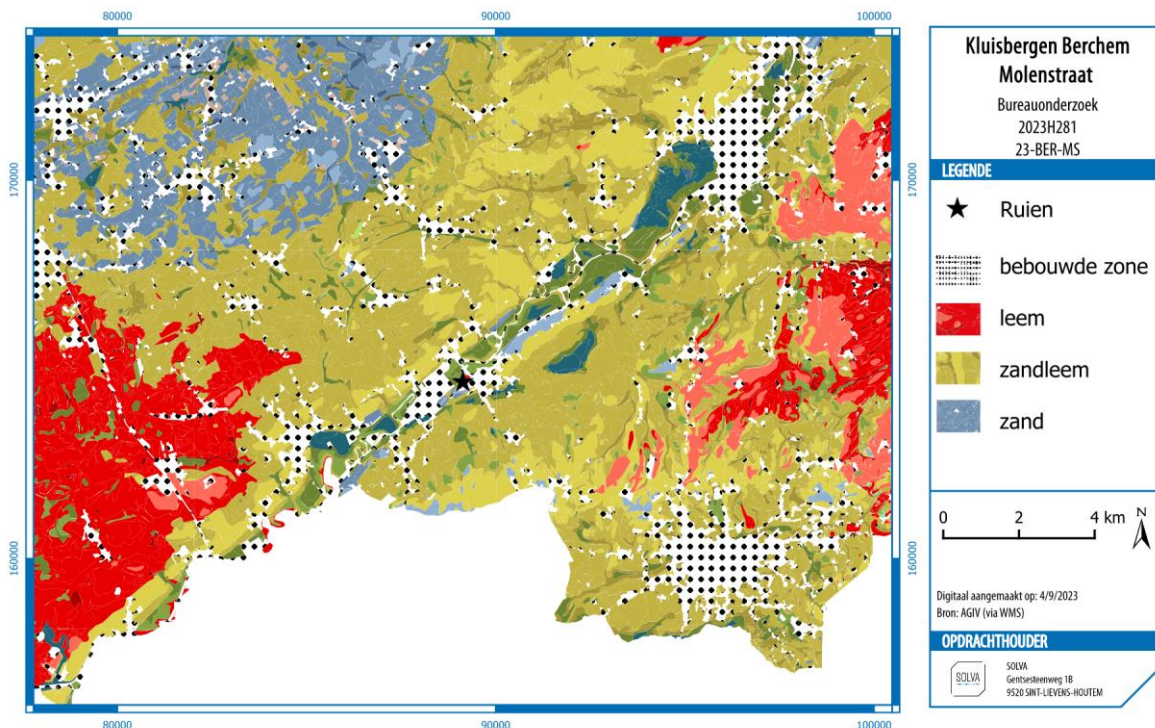 80000
90000
100000
170000
170000
160000
160000
80000
90000
100000
Kluisbergen Berchem
Molenstraat
Bureauonderzoek
2023H281
23-BER-MS
LEGENDE
Ruien
bebouwde zone
leem
zandleem
zand
0 2 4 km
N
Digitaal aangemaakt op: 4/9/2023
Bron: AGIV (via WMS)
OPDRACHTHOUDER
SOLVA
SOLVA
Gentsesteenweg 1B
9520 SINT-LIEVENS-HOUTEM